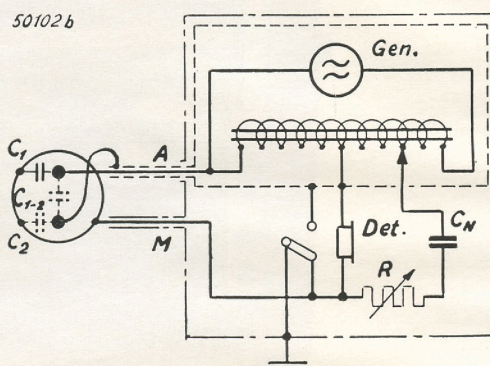 50102b
Gen.
C1
A
C1-2
C2
M
Det.
CN
R